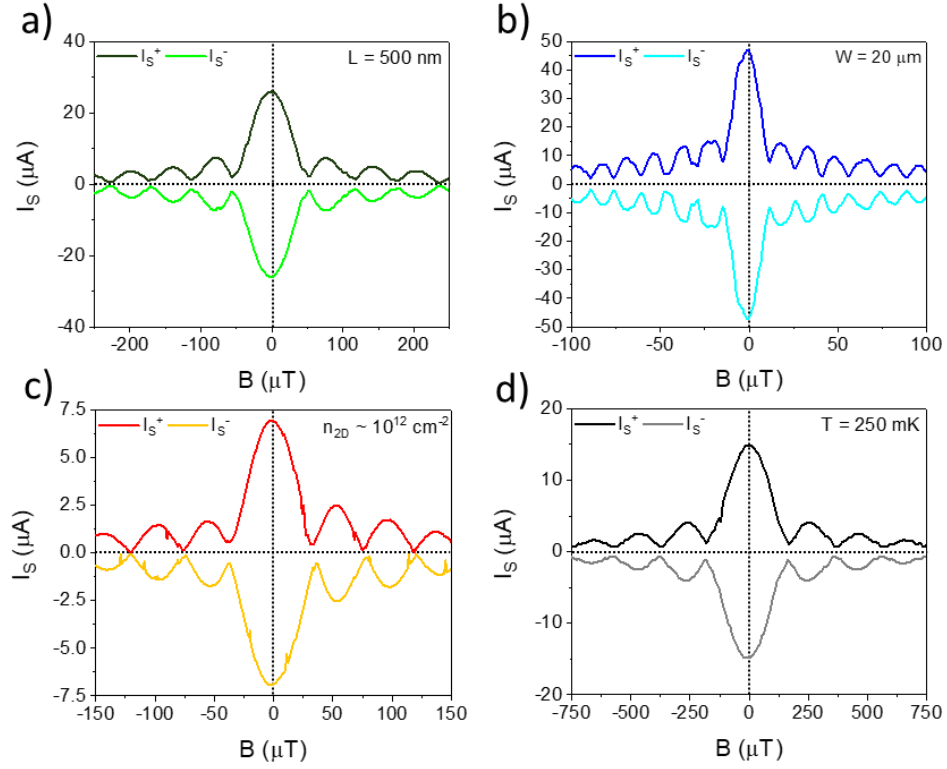 a)
I_S^+ I_S^- L = 500 nm
40
20
0
-20
-40
I_S (μA)
-200 -100 0 100 200
B (μT)
b)
I_S^+ I_S^- W = 20 μm
50
40
30
20
10
0
-10
-20
-30
-40
-50
I_S (μA)
-100 -50 0 50 100
B (μT)
c)
I_S^+ I_S^- n_2D ~ 10^12 cm^-2
7.5
5.0
2.5
0.0
-2.5
-5.0
-7.5
I_S (μA)
-150 -100 -50 0 50 100 150
B (μT)
d)
I_S^+ I_S^- T = 250 mK
20
10
0
-10
-20
I_S (μA)
-750 -500 -250 0 250 500 750
B (μT)